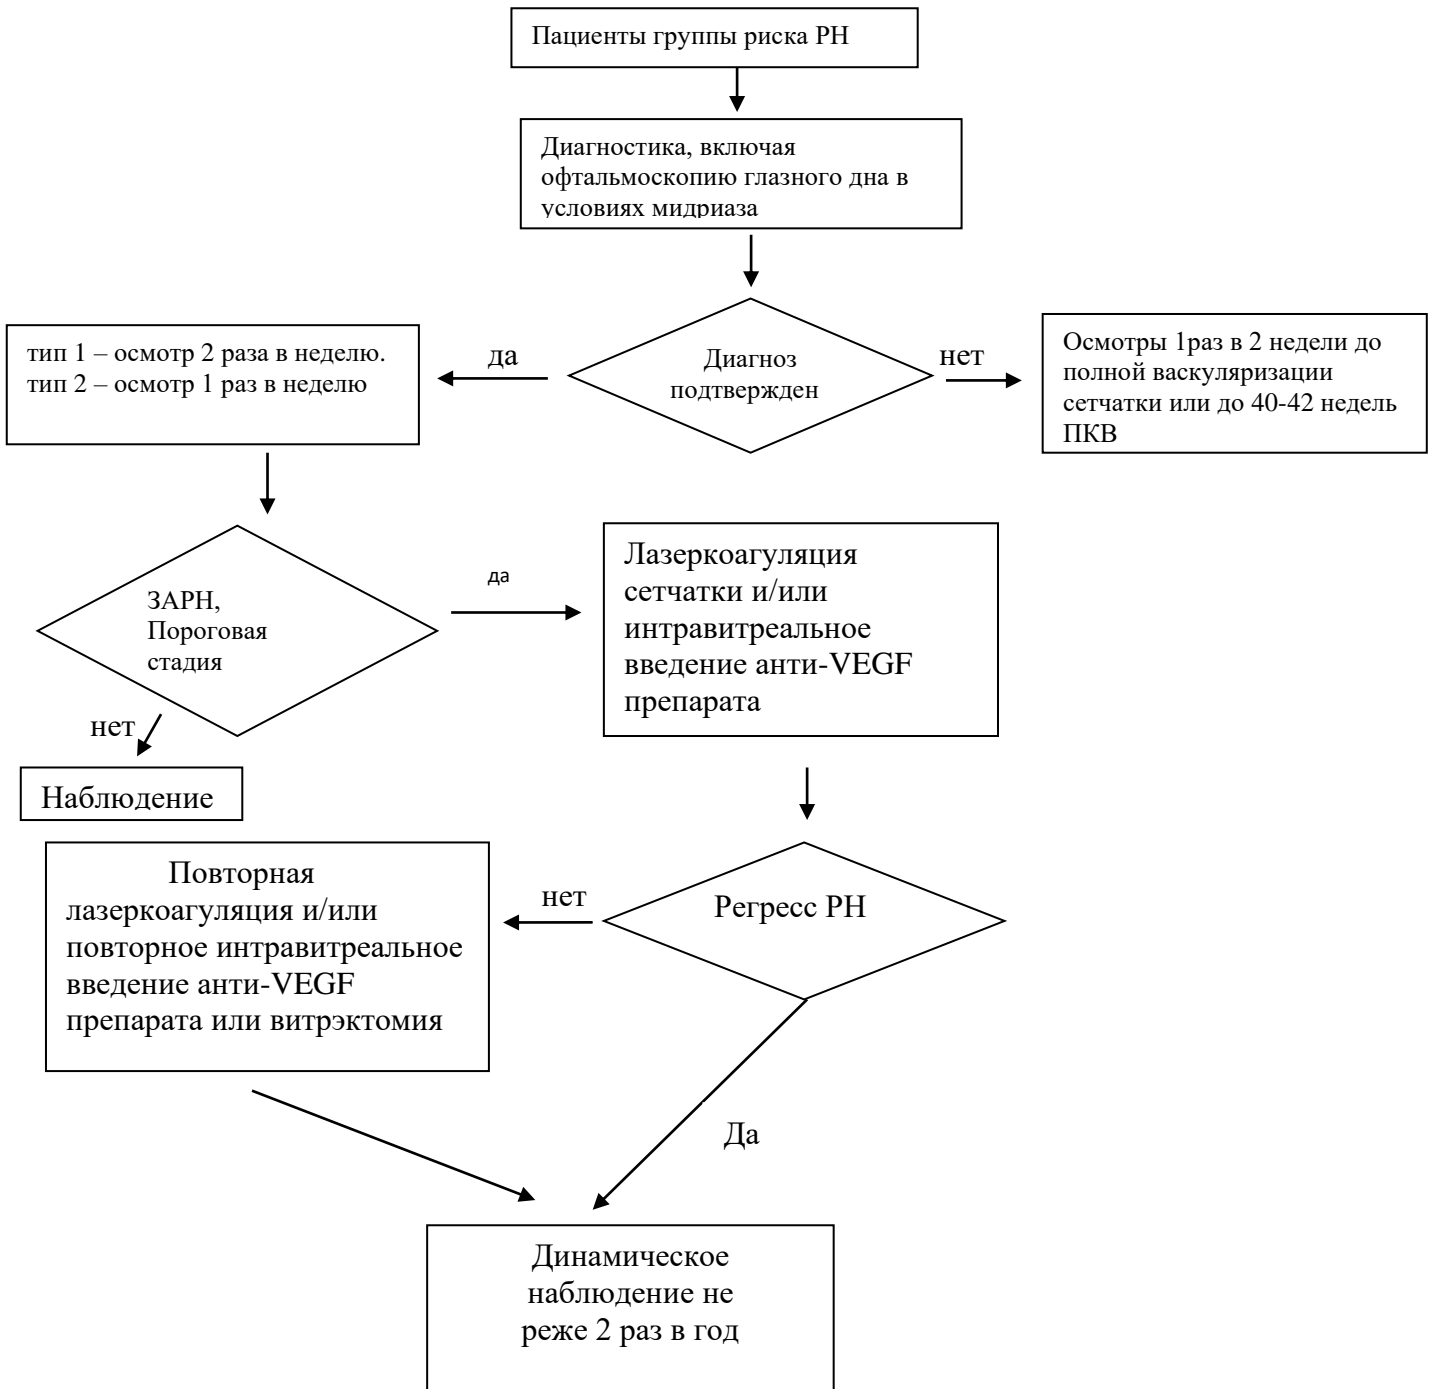 Пациенты группы риска РН
Диагностика, включая
офтальмоскопию глазного дна в
условиях мидриаза
тип 1 – осмотр 2 раза в неделю.
тип 2 – осмотр 1 раз в неделю
да
Диагноз
подтвержден
нет
Осмотры 1раз в 2 недели до
полной васкуляризации
сетчатки или до 40-42 недель
ПКВ
ЗАРН,
Пороговая
стадия
да
Лазеркоагуляция
сетчатки и/или
интравитреальное
введение анти-VEGF
препарата
нет
Наблюдение
Повторная
лазеркоагуляция и/или
повторное интравитреальное
введение анти-VEGF
препарата или витрэктомия
нет
Регресс РН
Да
Динамическое
наблюдение не
реже 2 раз в год